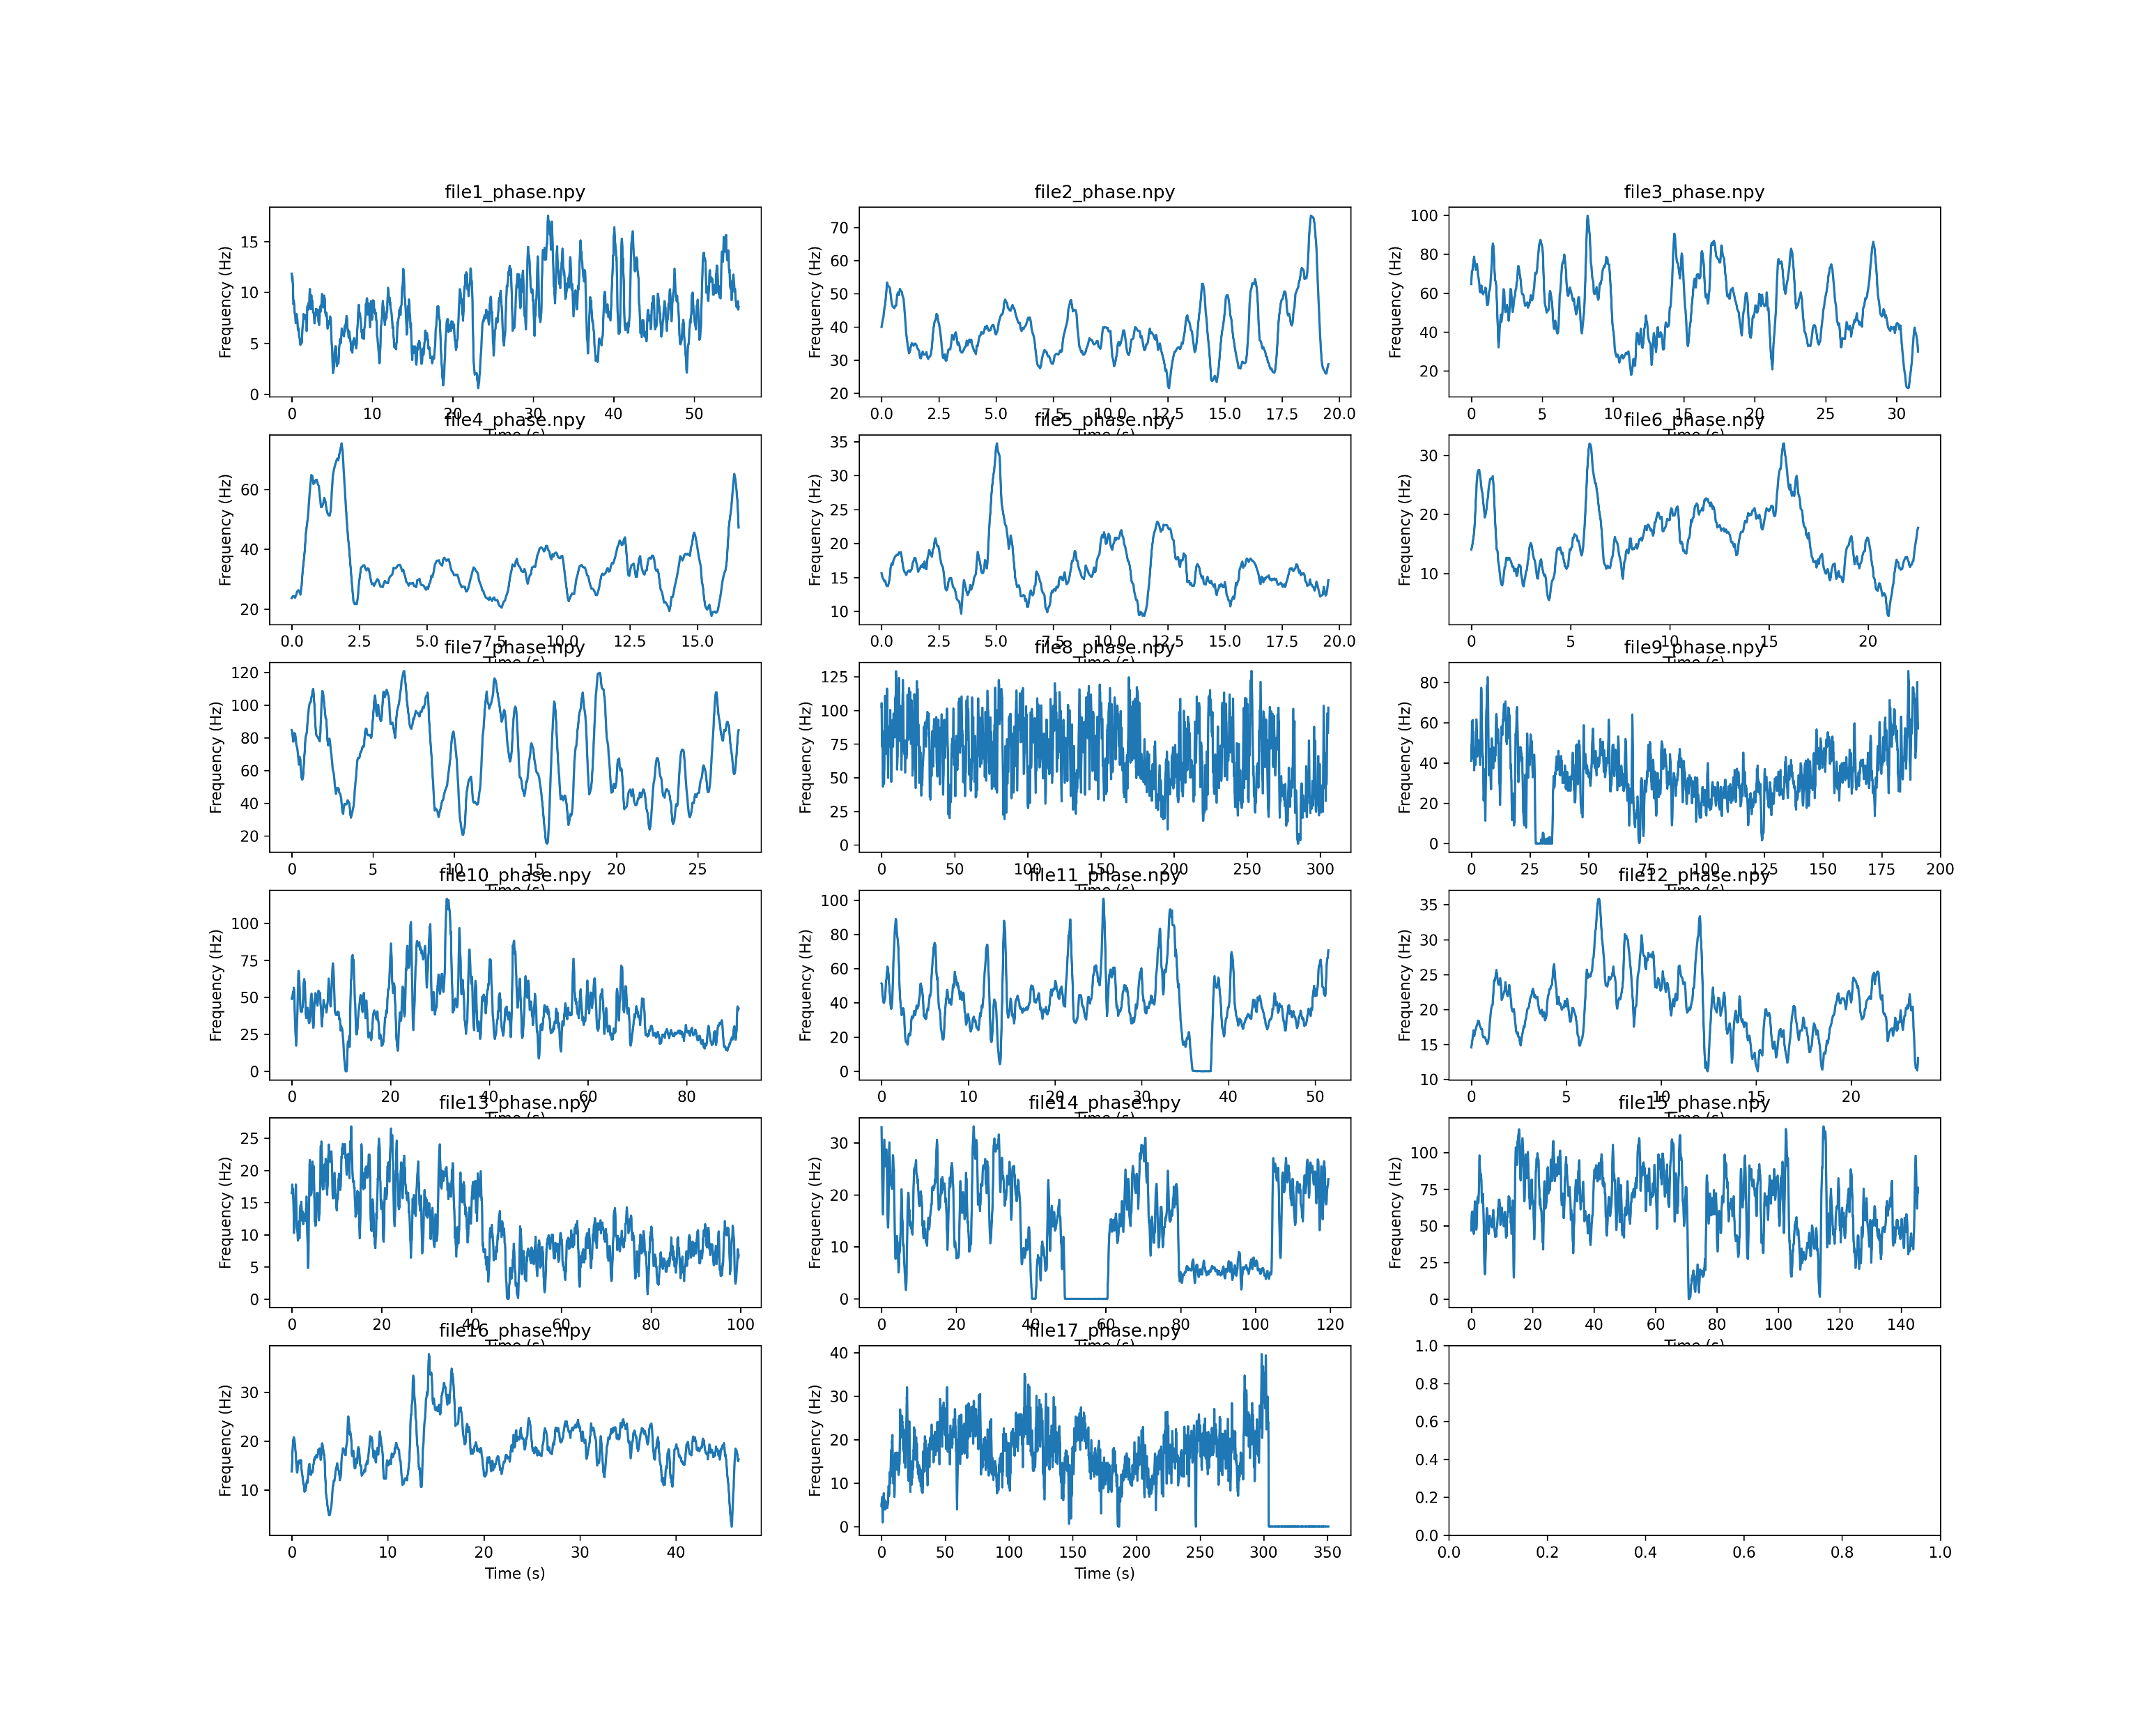 file1_phase.npy
Frequency (Hz)
15
10
5
0
0 10 20 30 40 50
file2_phase.npy
Frequency (Hz)
70
60
50
40
30
20
0.0 2.5 5.0 7.5 10.0 12.5 15.0 17.5 20.0
file3_phase.npy
Frequency (Hz)
100
80
60
40
20
0 5 10 15 20 25 30
Time (s)
Time (s)
Time (s)
file4_phase.npy
Frequency (Hz)
60
40
20
0.0 2.5 5.0 7.5 10.0 12.5 15.0
file5_phase.npy
Frequency (Hz)
35
30
25
20
15
10
0.0 2.5 5.0 7.5 10.0 12.5 15.0 17.5 20.0
file6_phase.npy
Frequency (Hz)
30
20
10
0 5 10 15 20
Time (s)
Time (s)
Time (s)
file7_phase.npy
Frequency (Hz)
120
100
80
60
40
20
0 5 10 15 20 25
file8_phase.npy
Frequency (Hz)
125
100
75
50
25
0
0 50 100 150 200 250 300
file9_phase.npy
Frequency (Hz)
80
60
40
20
0
0 25 50 75 100 125 150 175 200
Time (s)
Time (s)
Time (s)
file10_phase.npy
Frequency (Hz)
100
75
50
25
0
0 20 40 60 80
file11_phase.npy
Frequency (Hz)
100
80
60
40
20
0
0 10 20 30 40 50
file12_phase.npy
Frequency (Hz)
35
30
25
20
15
10
0 5 10 15 20
Time (s)
Time (s)
Time (s)
file13_phase.npy
Frequency (Hz)
25
20
15
10
5
0
0 20 40 60 80 100
file14_phase.npy
Frequency (Hz)
30
20
10
0
0 20 40 60 80 100 120
file15_phase.npy
Frequency (Hz)
100
75
50
25
0
0 20 40 60 80 100 120 140
Time (s)
Time (s)
Time (s)
file16_phase.npy
Frequency (Hz)
30
20
10
0 10 20 30 40
Time (s)
file17_phase.npy
Frequency (Hz)
40
30
20
10
0
0 50 100 150 200 250 300 350
Time (s)
1.0
0.8
0.6
0.4
0.2
0.0
0.0 0.2 0.4 0.6 0.8 1.0